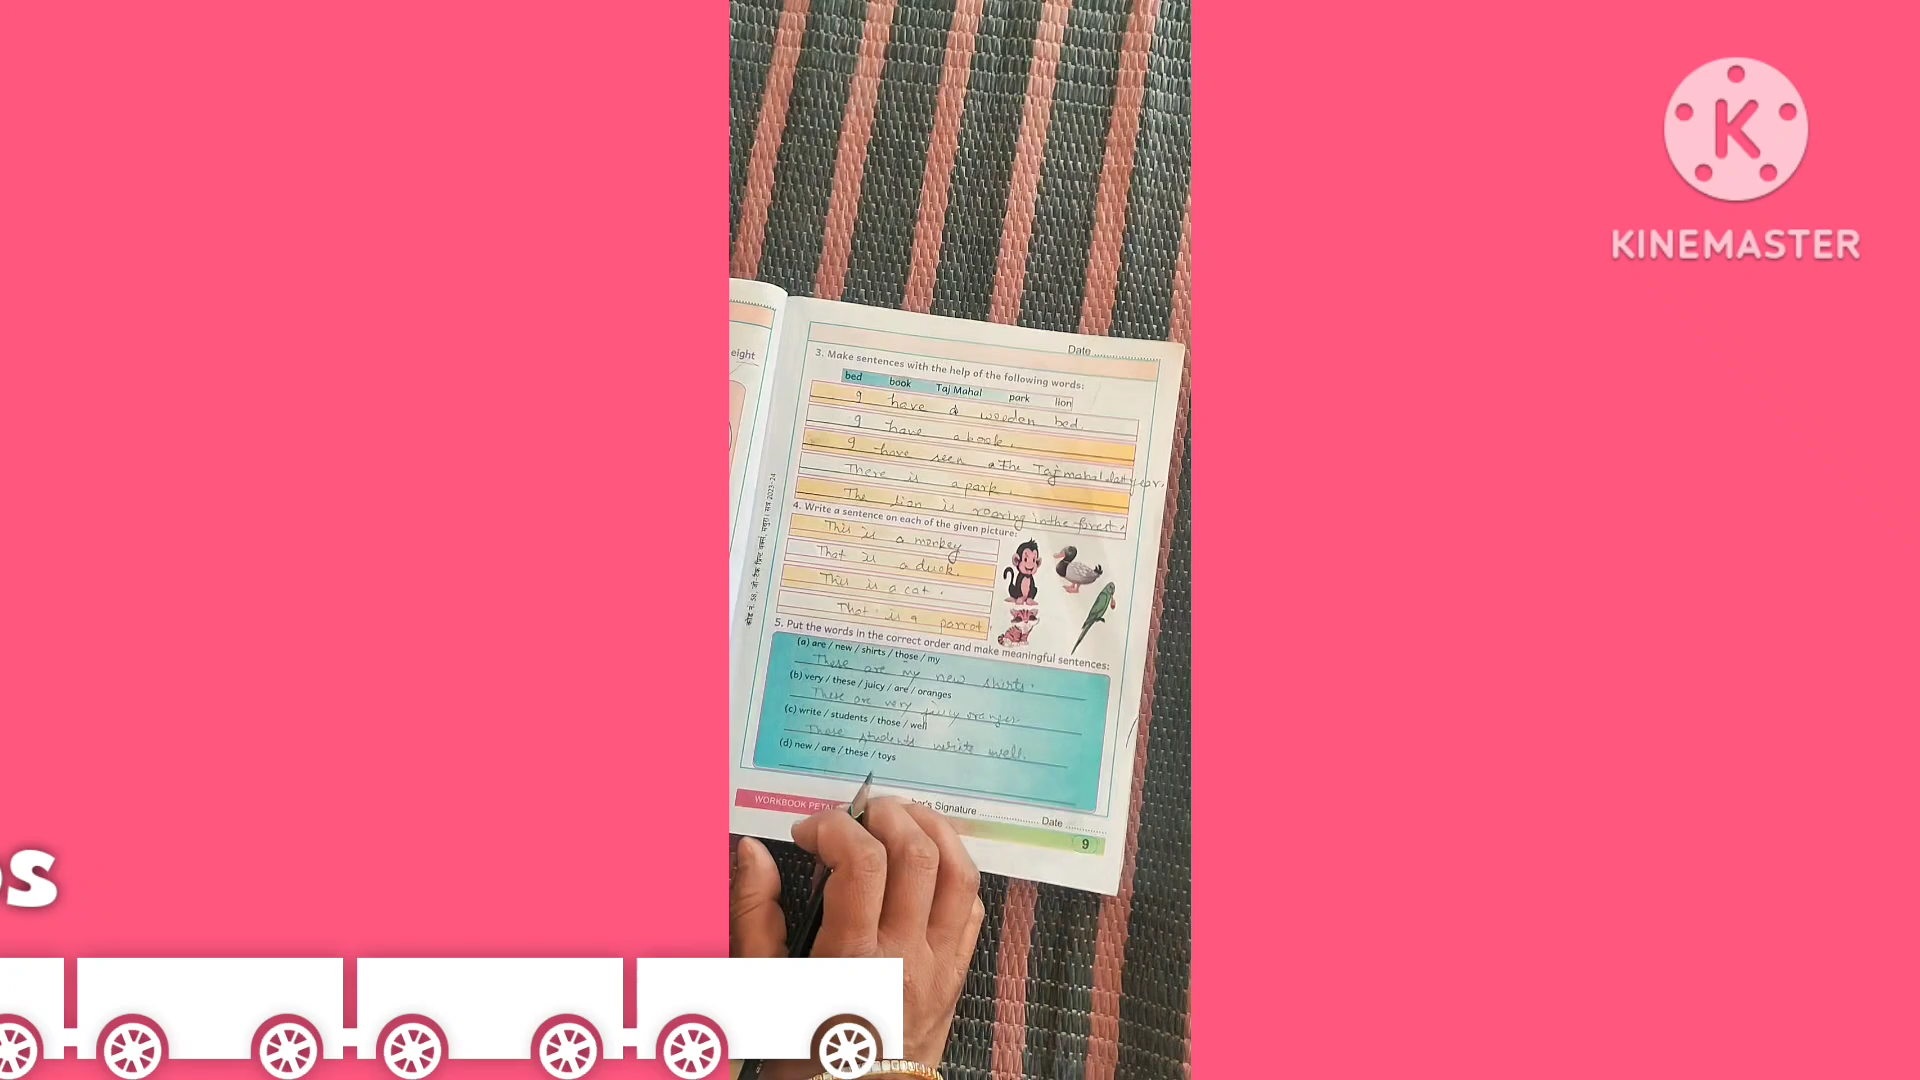 KINEMASTER
os
eight
Date
3. Make sentences with the help of the following words:
bed book Taj Mahal park lion
I have a wooden bed.
I have a book.
I have seen a The Taj mahal last year.
There is a park.
The lion is roaring in the forest.
4. Write a sentence on each of the given picture:
This is a monkey
That is a duck.
This is a cat.
That is a parrot.
5. Put the words in the correct order and make meaningful sentences:
(a) are / new / shirts / those / my
Those are my new shirts.
(b) very / these / juicy / are / oranges
These are very juicy oranges.
(c) write / students / those / well
Those students write well.
(d) new / are / these / toys
WORKBOOK PETAL
her's Signature Date
9